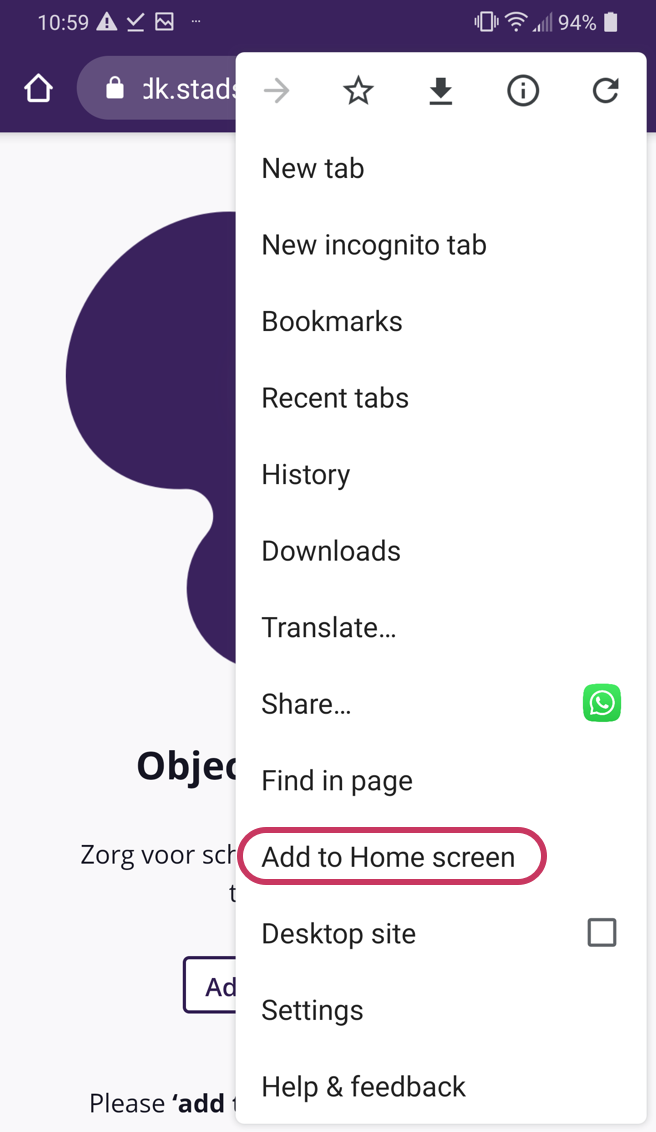 10:59 94%
dk.stads
New tab
New incognito tab
Bookmarks
Recent tabs
History
Downloads
Translate...
Share...
Objec
Find in page
Zorg voor sch
Add to Home screen
t
Desktop site
Ad
Settings
Help & feedback
Please ‘add t